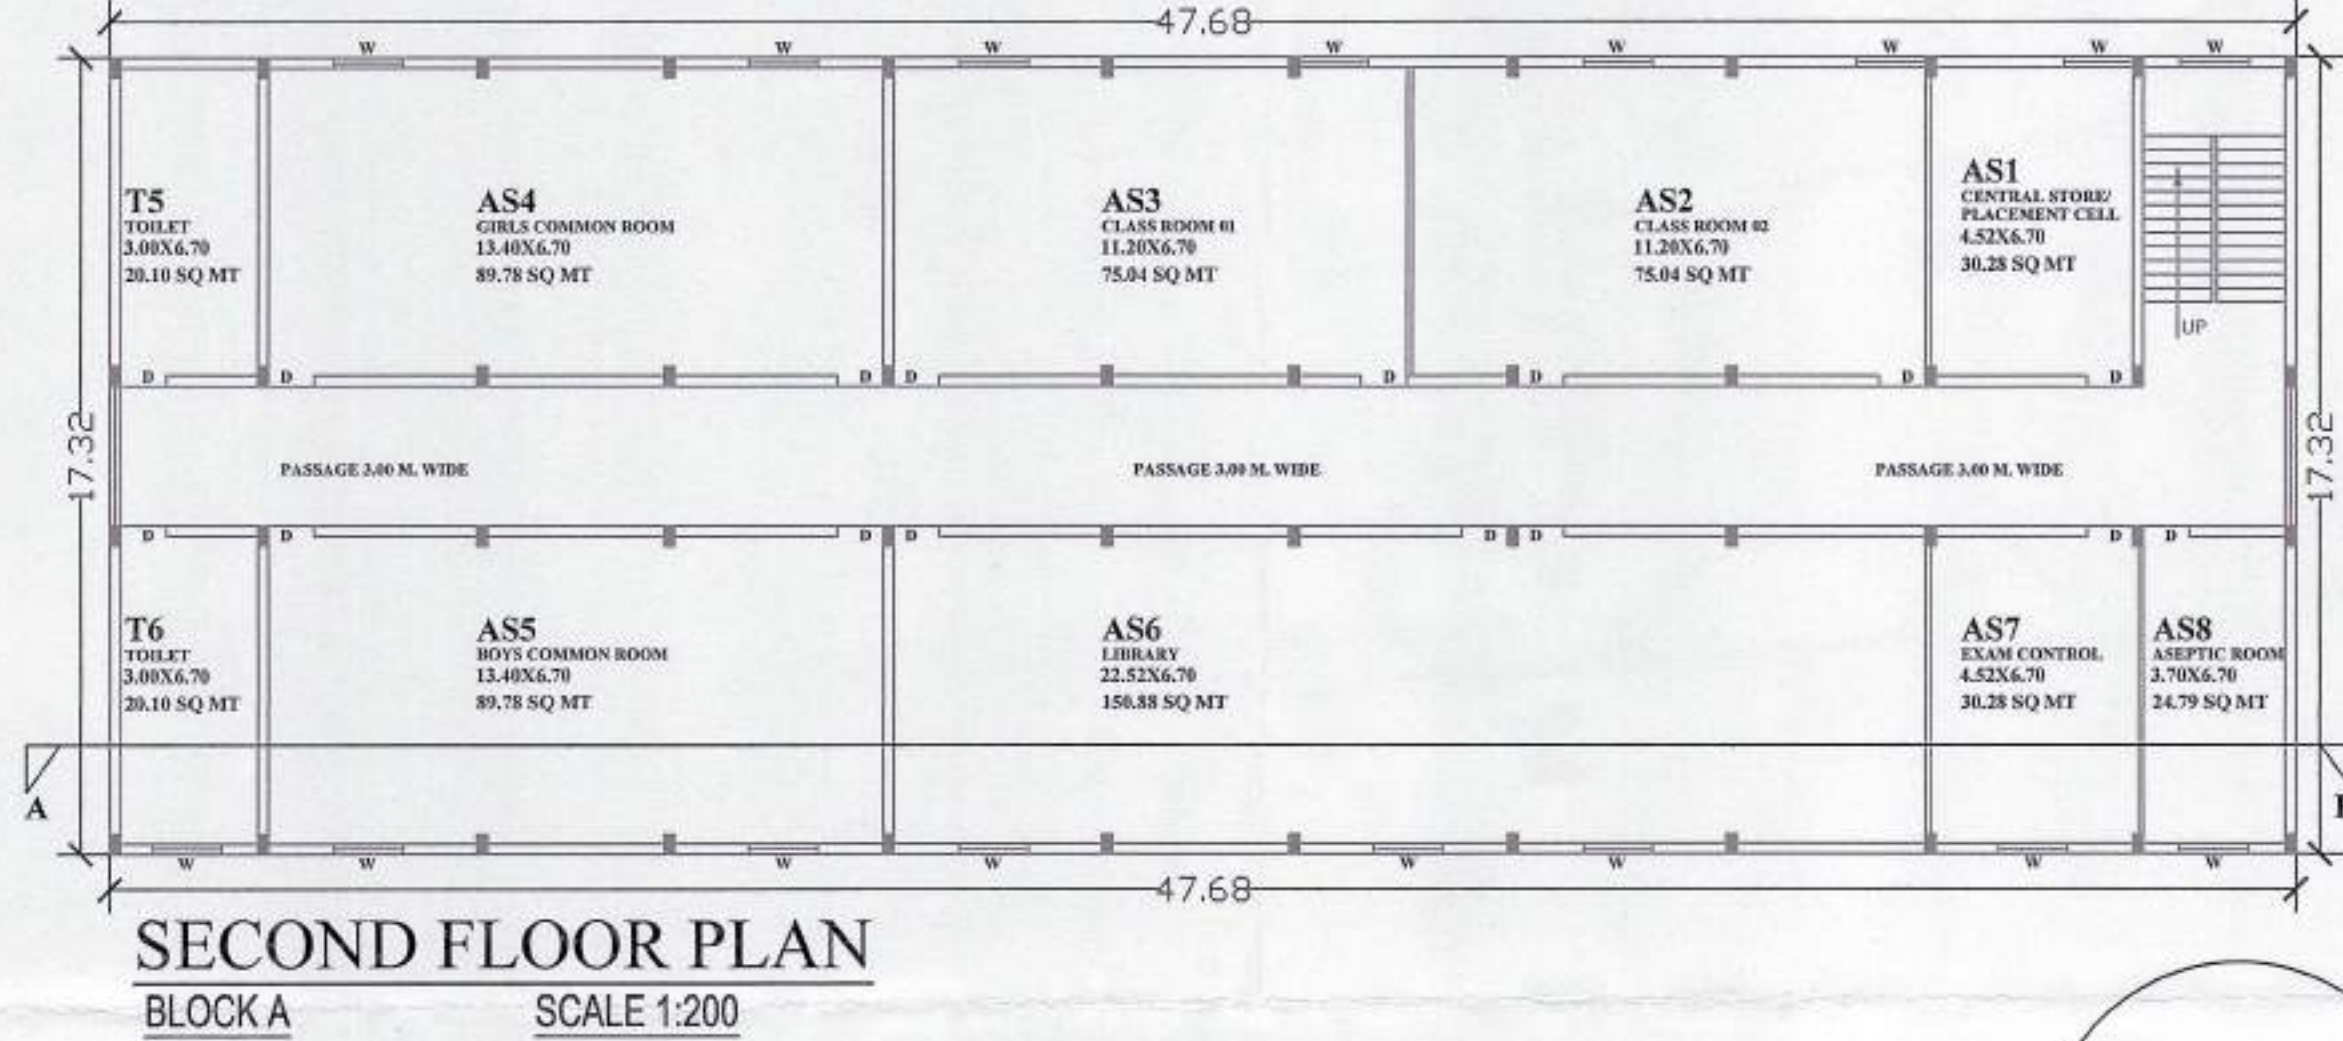 47.68
W W W W W W W W
T5
TOILET
3.00X6.70
20.10 SQ MT
AS4
GIRLS COMMON ROOM
13.40X6.70
89.78 SQ MT
AS3
CLASS ROOM 01
11.20X6.70
75.04 SQ MT
AS2
CLASS ROOM 02
11.20X6.70
75.04 SQ MT
AS1
CENTRAL STORE/
PLACEMENT CELL
4.52X6.70
30.28 SQ MT
UP
D D D D D D D D
17.32
17.32
PASSAGE 3.00 M. WIDE PASSAGE 3.00 M. WIDE PASSAGE 3.00 M. WIDE
D D D D D D D D
T6
TOILET
3.00X6.70
20.10 SQ MT
AS5
BOYS COMMON ROOM
13.40X6.70
89.78 SQ MT
AS6
LIBRARY
22.52X6.70
150.88 SQ MT
AS7
EXAM CONTROL
4.52X6.70
30.28 SQ MT
AS8
ASEPTIC ROOM
3.70X6.70
24.79 SQ MT
A
W W W W W W W W
47.68
SECOND FLOOR PLAN
BLOCK A SCALE 1:200